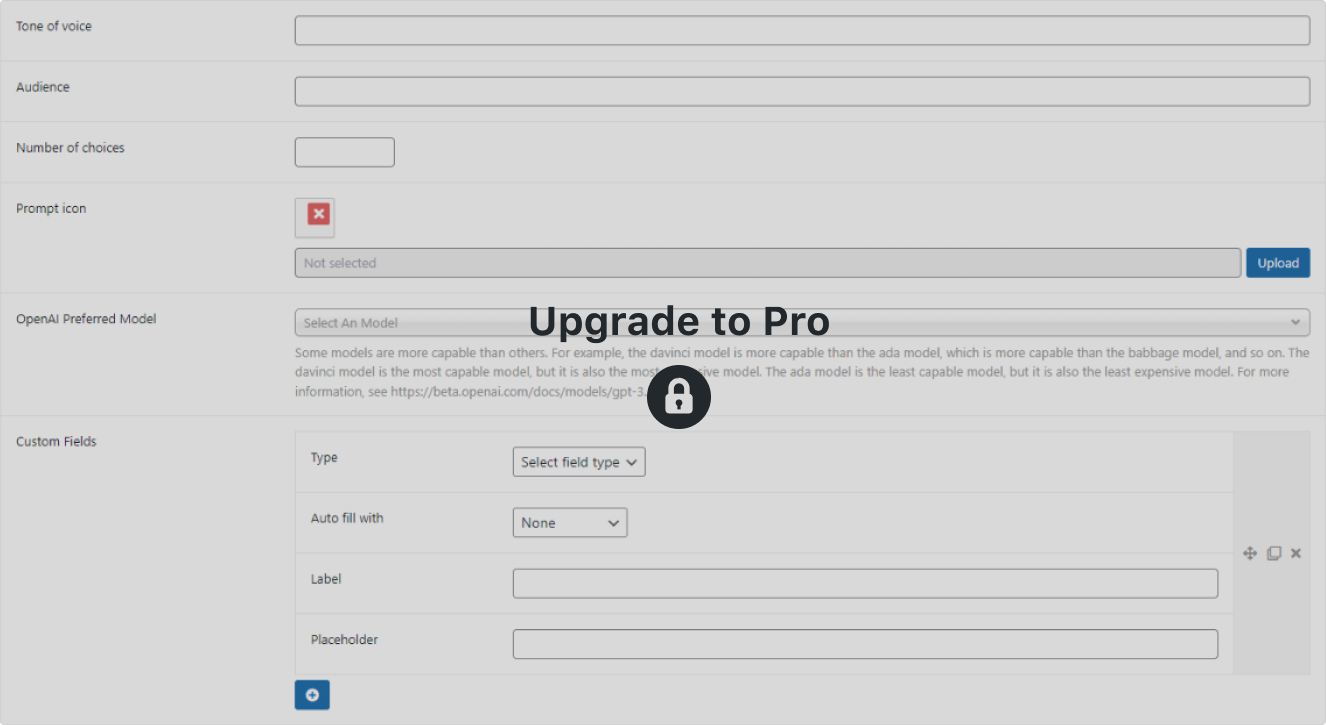 Tone of voice
Audience
Number of choices
Prompt icon
Not selected
Upload
OpenAI Preferred Model
Select An Model
Upgrade to Pro
Some models are more capable than others. For example, the davinci model is more capable than the ada model, which is more capable than the babbage model, and so on. The
davinci model is the most capable model, but it is also the most expensive model. The ada model is the least capable model, but it is also the least expensive model. For more
information, see https://beta.openai.com/docs/models/gpt-3.
Custom Fields
Type
Select field type
Auto fill with
None
Label
Placeholder